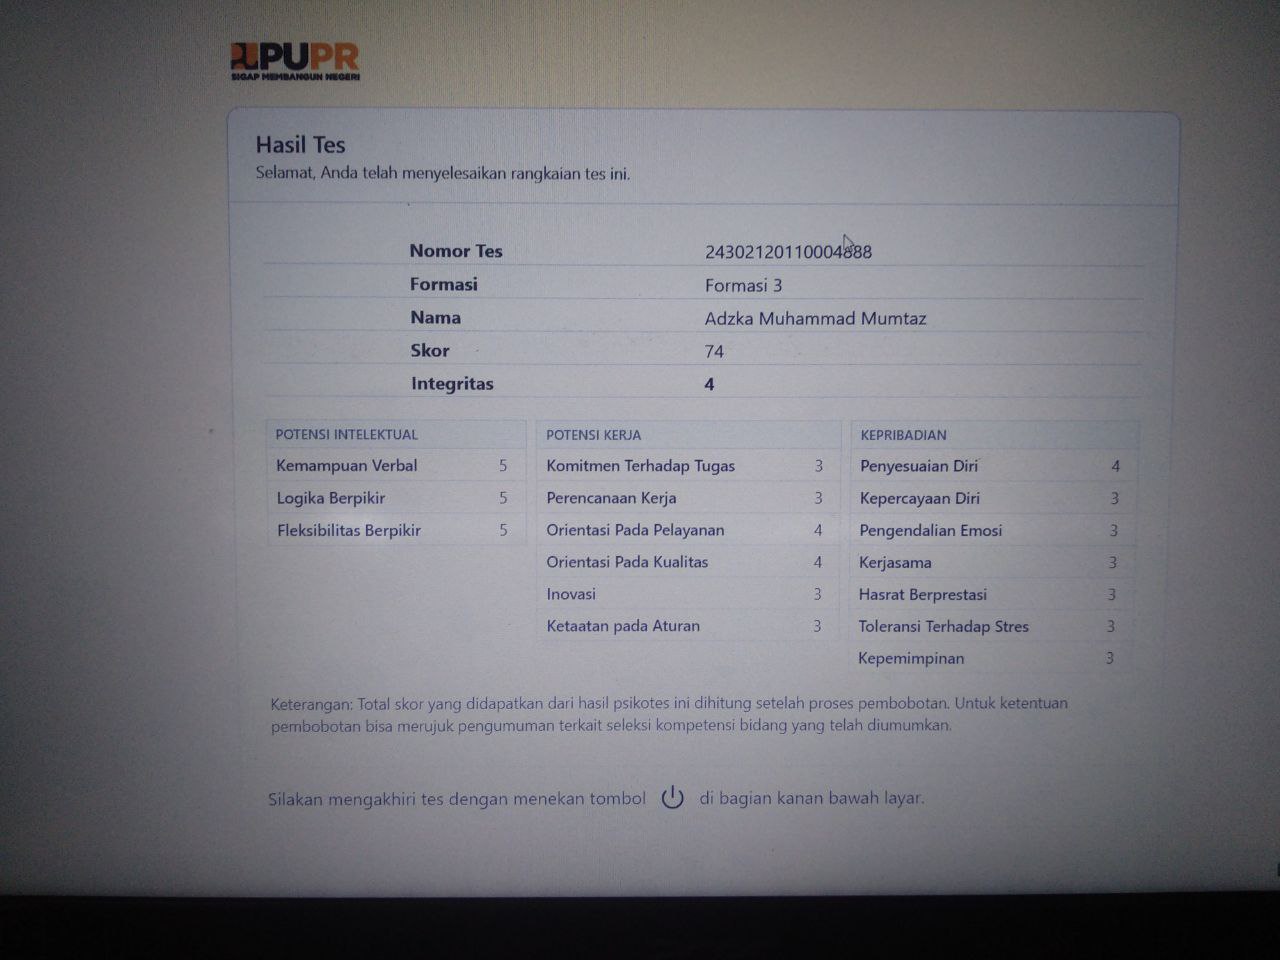 PUPR
SIGAP MEMBANGUN NEGERI
Hasil Tes
Selamat, Anda telah menyelesaikan rangkaian tes ini.
Nomor Tes 24302120110004888
Formasi Formasi 3
Nama Adzka Muhammad Mumtaz
Skor 74
Integritas 4
POTENSI INTELEKTUAL
Kemampuan Verbal 5
Logika Berpikir 5
Fleksibilitas Berpikir 5
POTENSI KERJA
Komitmen Terhadap Tugas 3
Perencanaan Kerja 3
Orientasi Pada Pelayanan 4
Orientasi Pada Kualitas 4
Inovasi 3
Ketaatan pada Aturan 3
KEPRIBADIAN
Penyesuaian Diri 4
Kepercayaan Diri 3
Pengendalian Emosi 3
Kerjasama 3
Hasrat Berprestasi 3
Toleransi Terhadap Stres 3
Kepemimpinan 3
Keterangan: Total skor yang didapatkan dari hasil psikotes ini dihitung setelah proses pembobotan. Untuk ketentuan
pembobotan bisa merujuk pengumuman terkait seleksi kompetensi bidang yang telah diumumkan.
Silakan mengakhiri tes dengan menekan tombol di bagian kanan bawah layar.